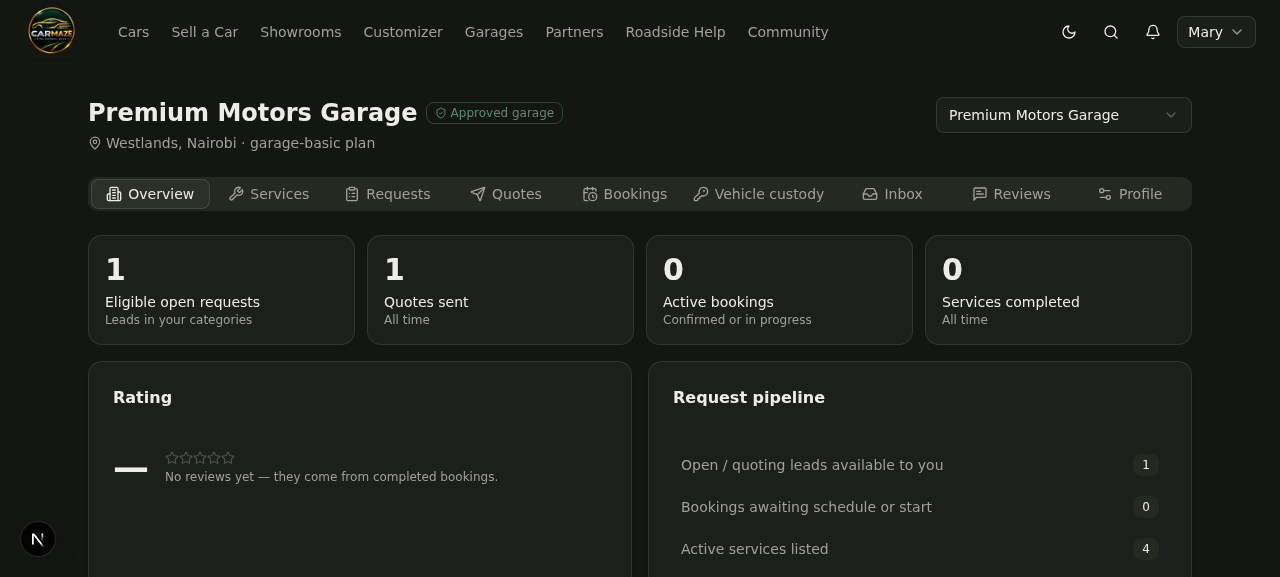 CARMAZE
Cars
Sell a Car
Showrooms
Customizer
Garages
Partners
Roadside Help
Community
Mary
Premium Motors Garage
Approved garage
Westlands, Nairobi · garage-basic plan
Premium Motors Garage
Overview
Services
Requests
Quotes
Bookings
Vehicle custody
Inbox
Reviews
Profile
1
Eligible open requests
Leads in your categories
1
Quotes sent
All time
0
Active bookings
Confirmed or in progress
0
Services completed
All time
Rating
—
No reviews yet — they come from completed bookings.
Request pipeline
Open / quoting leads available to you
1
Bookings awaiting schedule or start
0
Active services listed
4
N